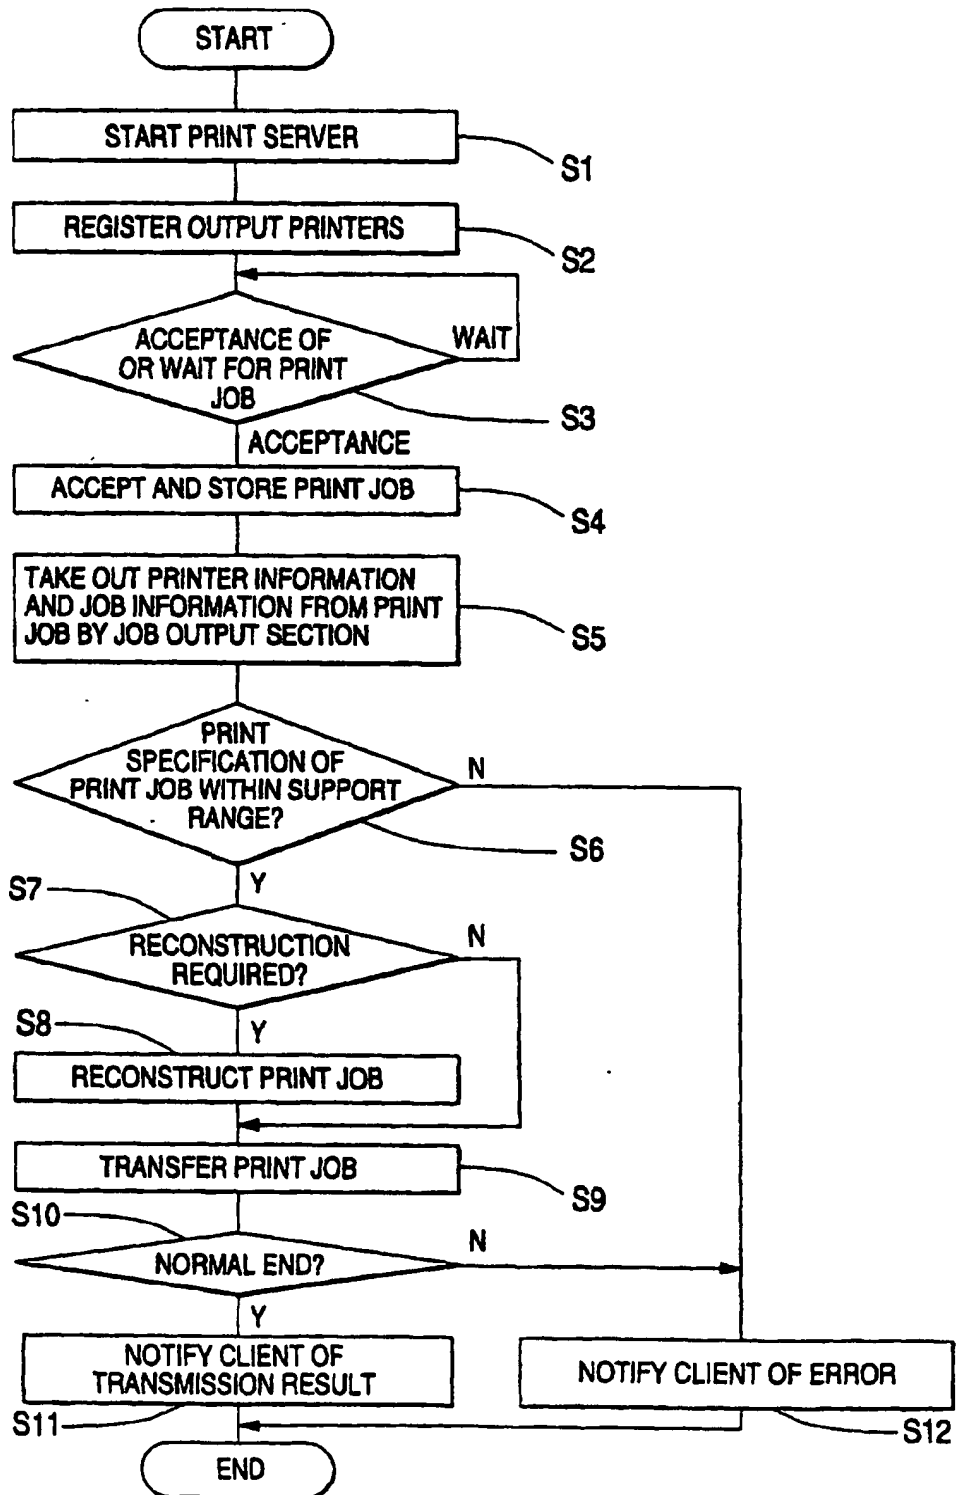 START
START PRINT SERVER
S1
REGISTER OUTPUT PRINTERS
S2
ACCEPTANCE OF
OR WAIT FOR PRINT
JOB
WAIT
S3
ACCEPTANCE
ACCEPT AND STORE PRINT JOB
S4
TAKE OUT PRINTER INFORMATION
AND JOB INFORMATION FROM PRINT
JOB BY JOB OUTPUT SECTION
S5
PRINT
SPECIFICATION OF
PRINT JOB WITHIN SUPPORT
RANGE?
N
S6
Y
S7
RECONSTRUCTION
REQUIRED?
N
S8
Y
RECONSTRUCT PRINT JOB
TRANSFER PRINT JOB
S9
S10
NORMAL END?
N
Y
NOTIFY CLIENT OF
TRANSMISSION RESULT
S11
NOTIFY CLIENT OF ERROR
S12
END